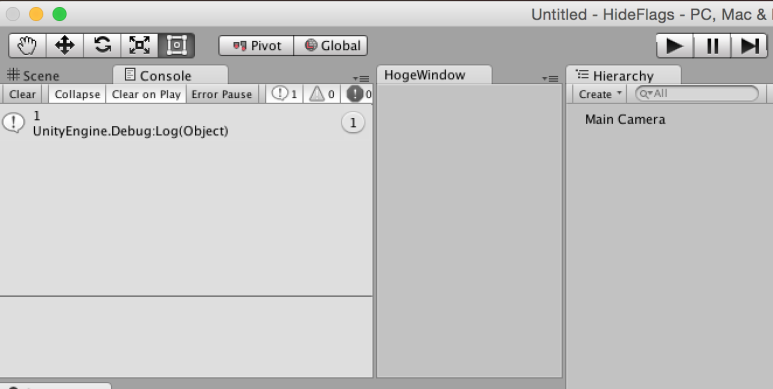 Untitled - HideFlags - PC, Mac &
Pivot Global
Scene Console
HogeWindow
Hierarchy
Clear Collapse Clear on Play Error Pause 1 0 0
Create All
1
UnityEngine.Debug:Log(Object) 1
Main Camera